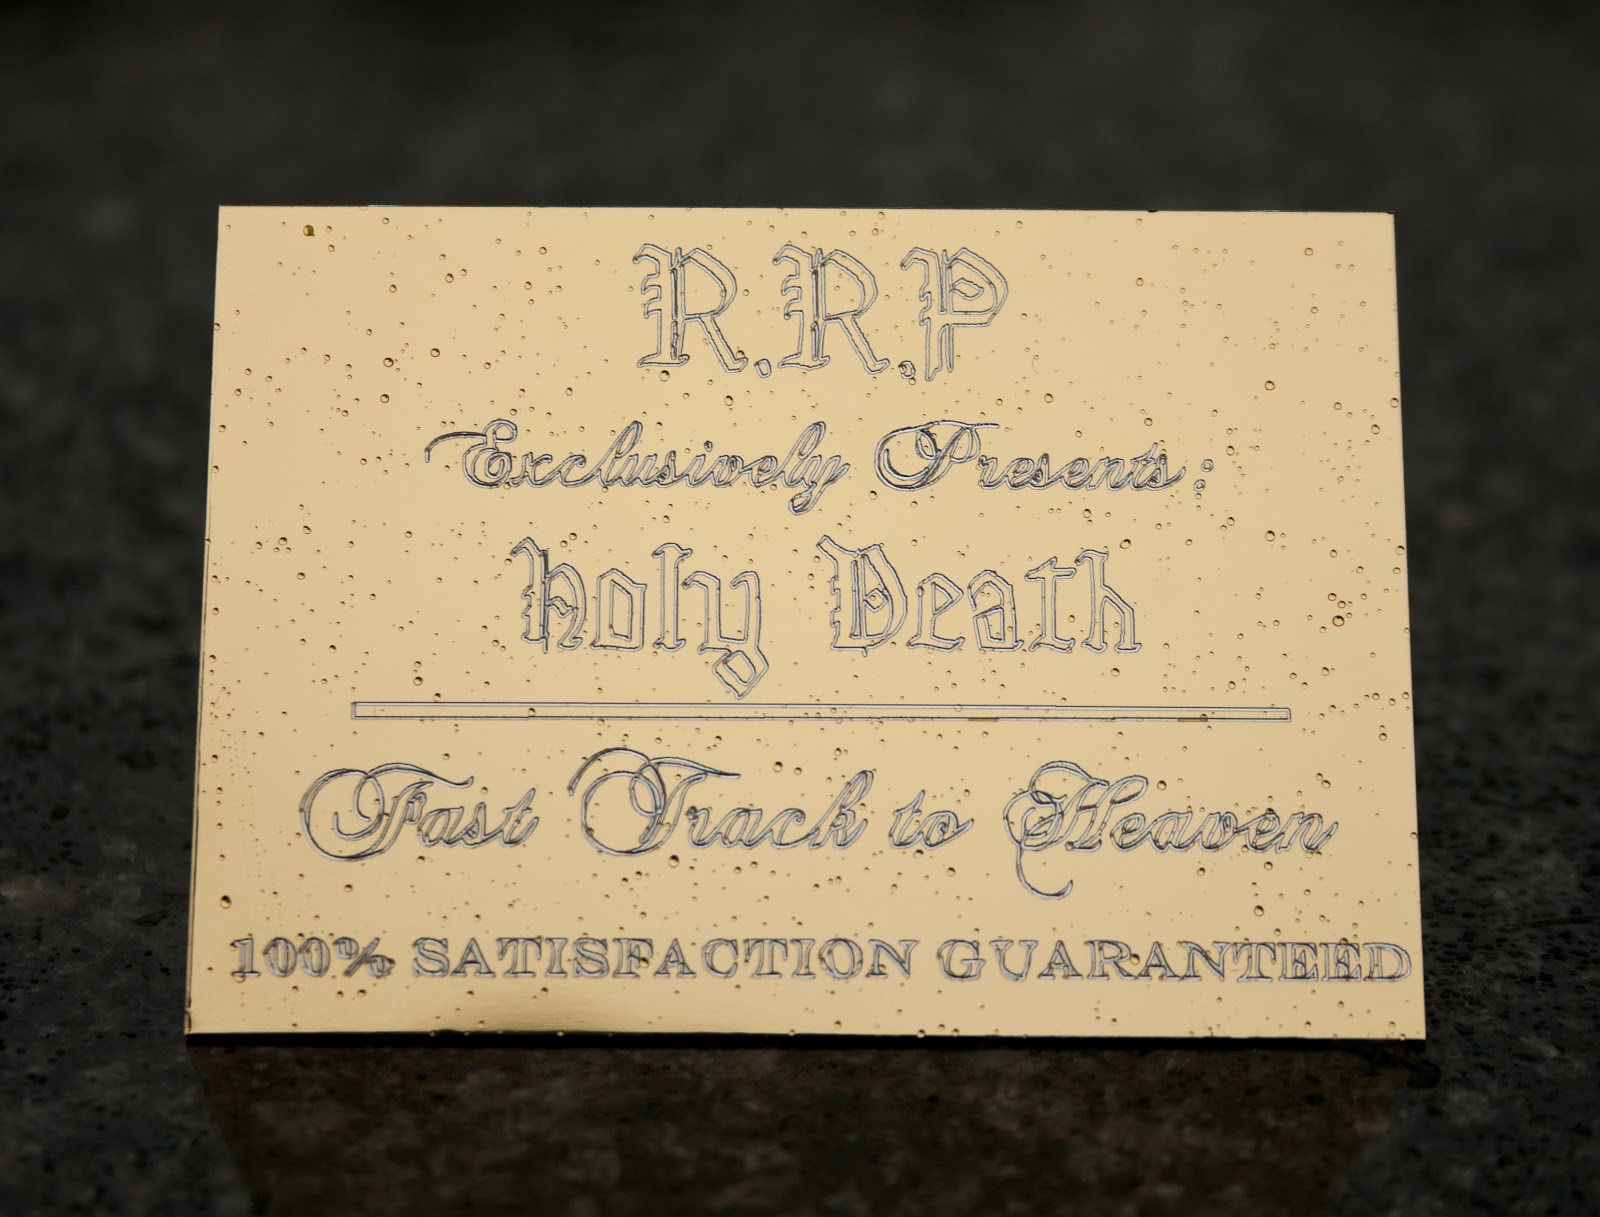 R.R.P
Exclusively Presents:
Holy Death
Fast Track to Heaven
100% SATISFACTION GUARANTEED